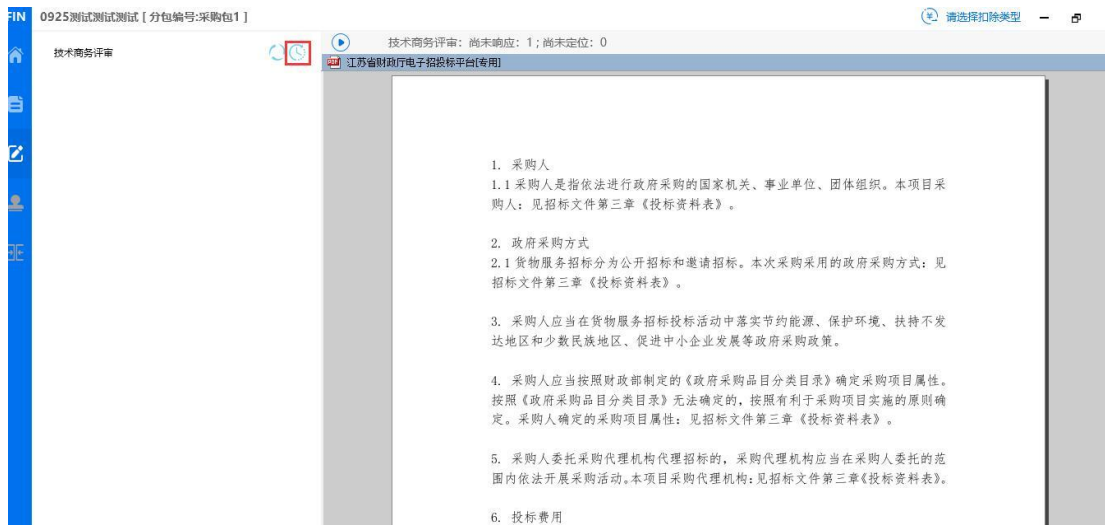 FIN 0925测试测试测试 [ 分包编号:采购包1 ] 请选择扣除类型
技术商务评审
技术商务评审：尚未响应：1；尚未定位：0
江苏省财政厅电子招投标平台[专用]
1. 采购人
1.1 采购人是指依法进行政府采购的国家机关、事业单位、团体组织。本项目采
购人：见招标文件第三章《投标资料表》。
2. 政府采购方式
2.1 货物服务招标分为公开招标和邀请招标。本次采购采用的政府采购方式：见
招标文件第三章《投标资料表》。
3. 采购人应当在货物服务招标投标活动中落实节约能源、保护环境、扶持不发
达地区和少数民族地区、促进中小企业发展等政府采购政策。
4. 采购人应当按照财政部制定的《政府采购品目分类目录》确定采购项目属性。
按照《政府采购品目分类目录》无法确定的，按照有利于采购项目实施的原则确
定。采购人确定的采购项目属性：见招标文件第三章《投标资料表》。
5. 采购人委托采购代理机构代理招标的，采购代理机构应当在采购人委托的范
围内依法开展采购活动。本项目采购代理机构：见招标文件第三章《投标资料表》。
6. 投标费用